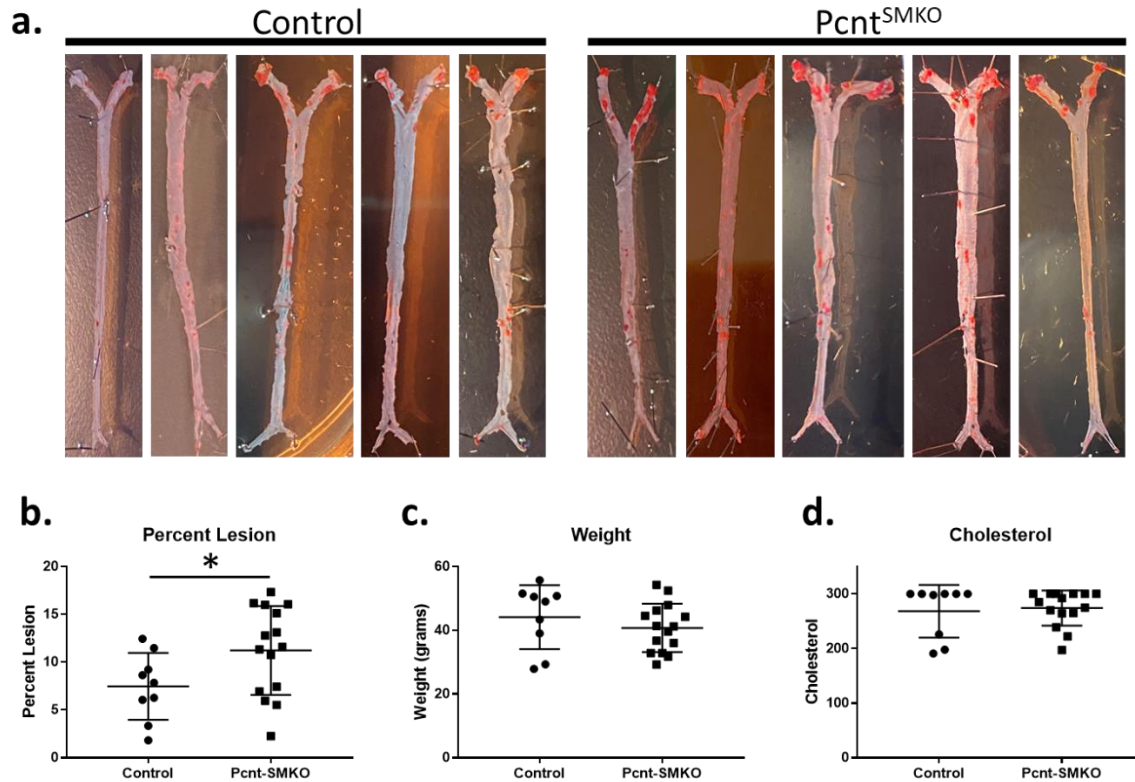 a.
Control
Pcnt^SMKO
b.
Percent Lesion
*
20
15
10
5
0
Percent Lesion
Control
Pcnt-SMKO
c.
Weight
60
40
20
0
Weight (grams)
Control
Pcnt-SMKO
d.
Cholesterol
300
200
100
0
Cholesterol
Control
Pcnt-SMKO